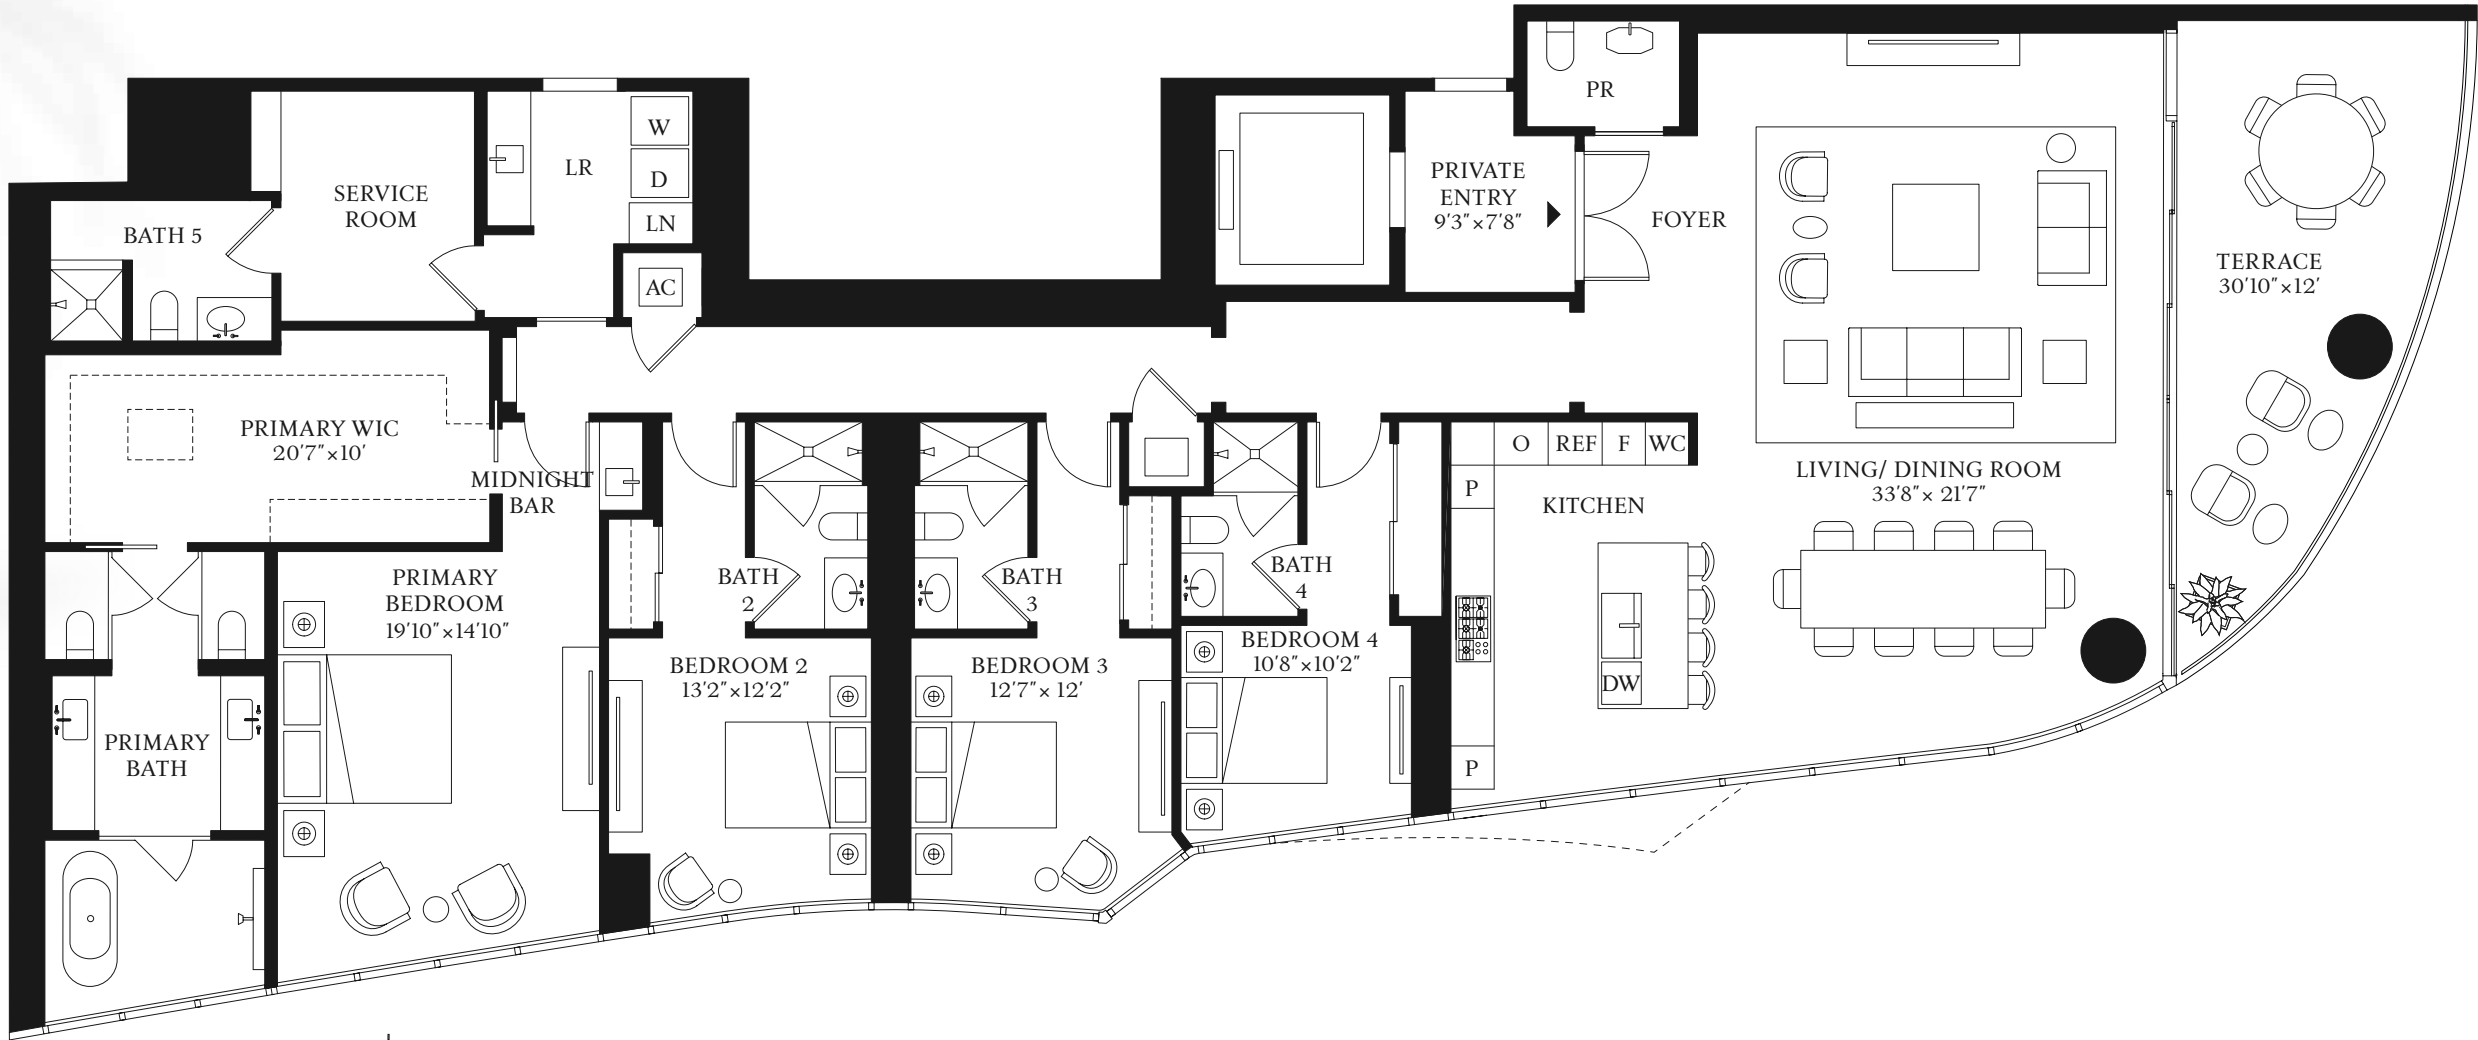 PR
W
D
LN
LR
AC
SERVICE
ROOM
BATH 5
PRIVATE
ENTRY
9'3"×7'8"
FOYER
TERRACE
30'10"×12'
PRIMARY WIC
20'7"×10'
MIDNIGHT
BAR
O
REF
F
WC
P
KITCHEN
LIVING/ DINING ROOM
33'8"× 21'7"
PRIMARY
BEDROOM
19'10"×14'10"
BATH
2
BATH
3
BATH
4
BEDROOM 2
13'2"×12'2"
BEDROOM 3
12'7"× 12'
BEDROOM 4
10'8"×10'2"
DW
PRIMARY
BATH
P